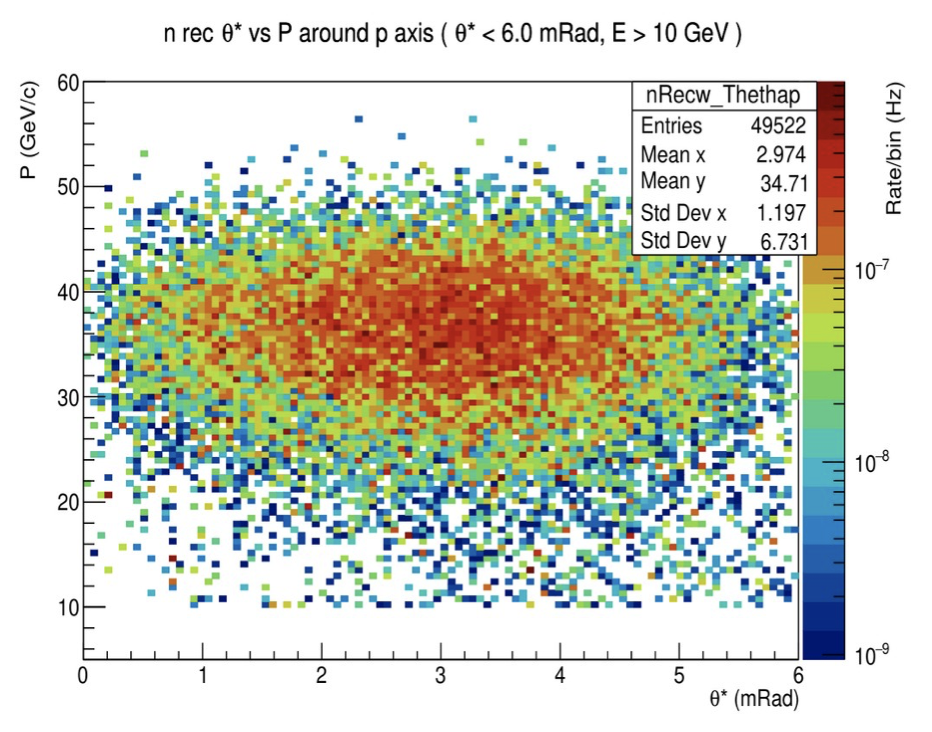 n rec θ* vs P around p axis ( θ* < 6.0 mRad, E > 10 GeV )
P (GeV/c)
60
50
40
30
20
10
0
1
2
3
4
5
6
θ* (mRad)
nRecw_Thethap
Entries 49522
Mean x 2.974
Mean y 34.71
Std Dev x 1.197
Std Dev y 6.731
Rate/bin (Hz)
10⁻⁷
10⁻⁸
10⁻⁹